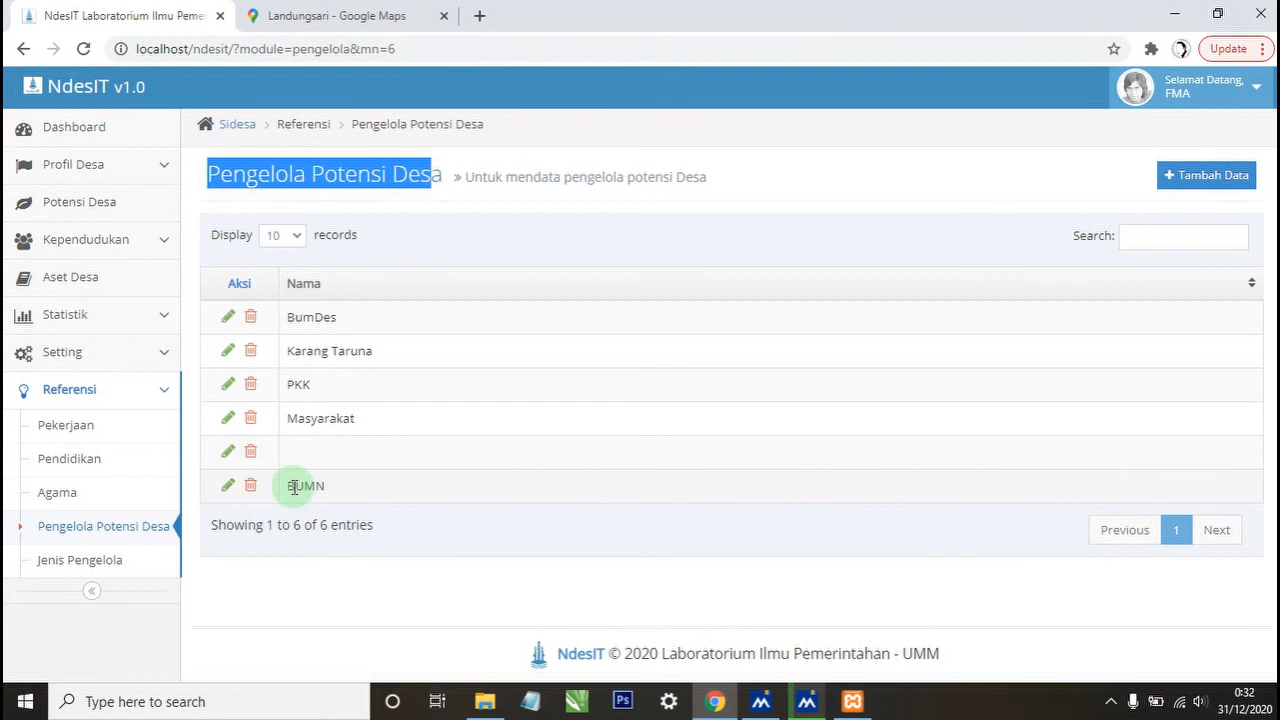 NdesIT Laboratorium Ilmu Peme
Landungsari - Google Maps
localhost/ndesit/?module=pengelola&mn=6
Update
NdesIT v1.0
Selamat Datang,
FMA
Dashboard
Profil Desa
Potensi Desa
Kependudukan
Aset Desa
Statistik
Setting
Referensi
Pekerjaan
Pendidikan
Agama
Pengelola Potensi Desa
Jenis Pengelola
Sidesa > Referensi > Pengelola Potensi Desa
Pengelola Potensi Desa » Untuk mendata pengelola potensi Desa
+ Tambah Data
Display 10 records
Search:
Aksi Nama
BumDes
Karang Taruna
PKK
Masyarakat
BUMN
Showing 1 to 6 of 6 entries
Previous 1 Next
NdesIT © 2020 Laboratorium Ilmu Pemerintahan - UMM
Type here to search
Ps
0:32
31/12/2020